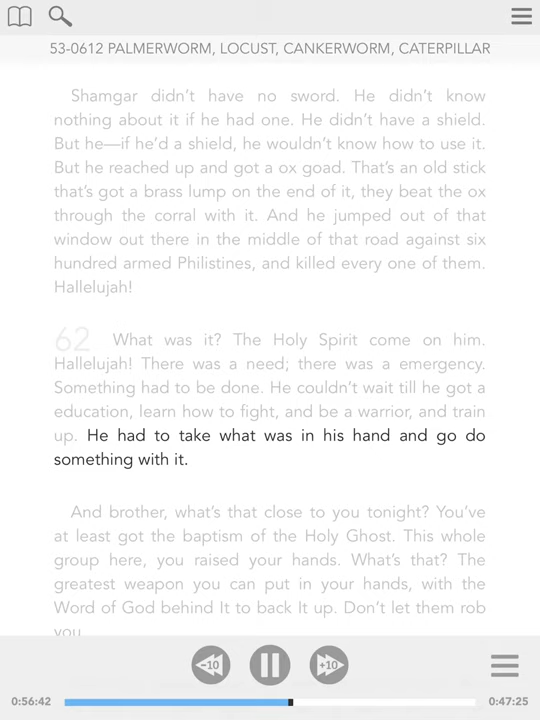 53-0612 PALMERWORM, LOCUST, CANKERWORM, CATERPILLAR
Shamgar didn't have no sword. He didn't know
nothing about it if he had one. He didn't have a shield.
But he—if he'd a shield, he wouldn't know how to use it.
But he reached up and got a ox goad. That's an old stick
that's got a brass lump on the end of it, they beat the ox
through the corral with it. And he jumped out of that
window out there in the middle of that road against six
hundred armed Philistines, and killed every one of them.
Hallelujah!
62 What was it? The Holy Spirit come on him.
Hallelujah! There was a need; there was a emergency.
Something had to be done. He couldn't wait till he got a
education, learn how to fight, and be a warrior, and train
up. He had to take what was in his hand and go do
something with it.
And brother, what's that close to you tonight? You've
at least got the baptism of the Holy Ghost. This whole
group here, you raised your hands. What's that? The
greatest weapon you can put in your hands, with the
Word of God behind It to back It up. Don't let them rob
you
-10 +10
0:56:42 0:47:25